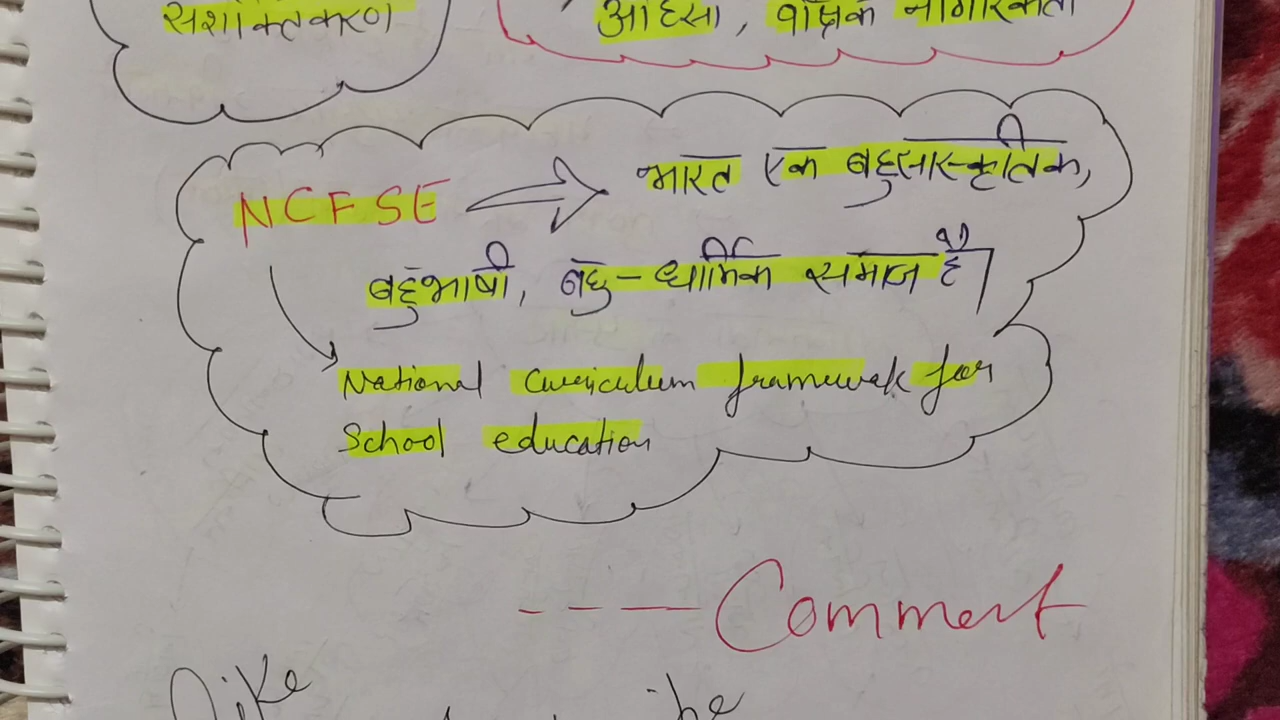 सशक्तिकरण
अहिंसा, वैश्विक नागरिकता
NCFSE भारत एक बहुसांस्कृतिक,
बहुभाषी, बहु-धार्मिक समाज है।
National Curriculum framework for
School education
---- Comment
Like